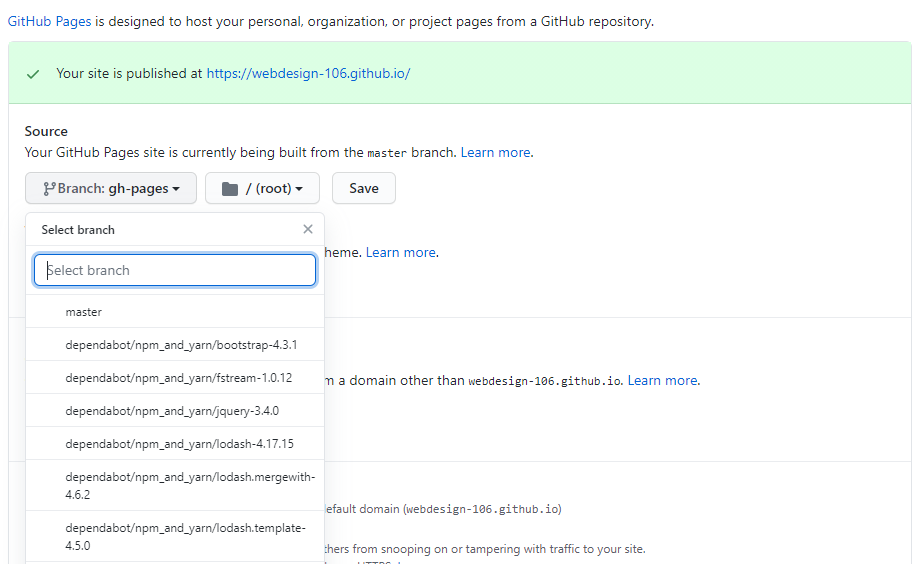 GitHub Pages is designed to host your personal, organization, or project pages from a GitHub repository.
Your site is published at https://webdesign-106.github.io/
Source
Your GitHub Pages site is currently being built from the master branch. Learn more.
Branch: gh-pages
/ (root)
Save
Select branch
heme. Learn more.
Select branch
master
dependabot/npm_and_yarn/bootstrap-4.3.1
dependabot/npm_and_yarn/fstream-1.0.12
m a domain other than webdesign-106.github.io. Learn more.
dependabot/npm_and_yarn/jquery-3.4.0
dependabot/npm_and_yarn/lodash-4.17.15
dependabot/npm_and_yarn/lodash.mergewith-
4.6.2
efault domain (webdesign-106.github.io)
dependabot/npm_and_yarn/lodash.template-
4.5.0
thers from snooping on or tampering with traffic to your site.